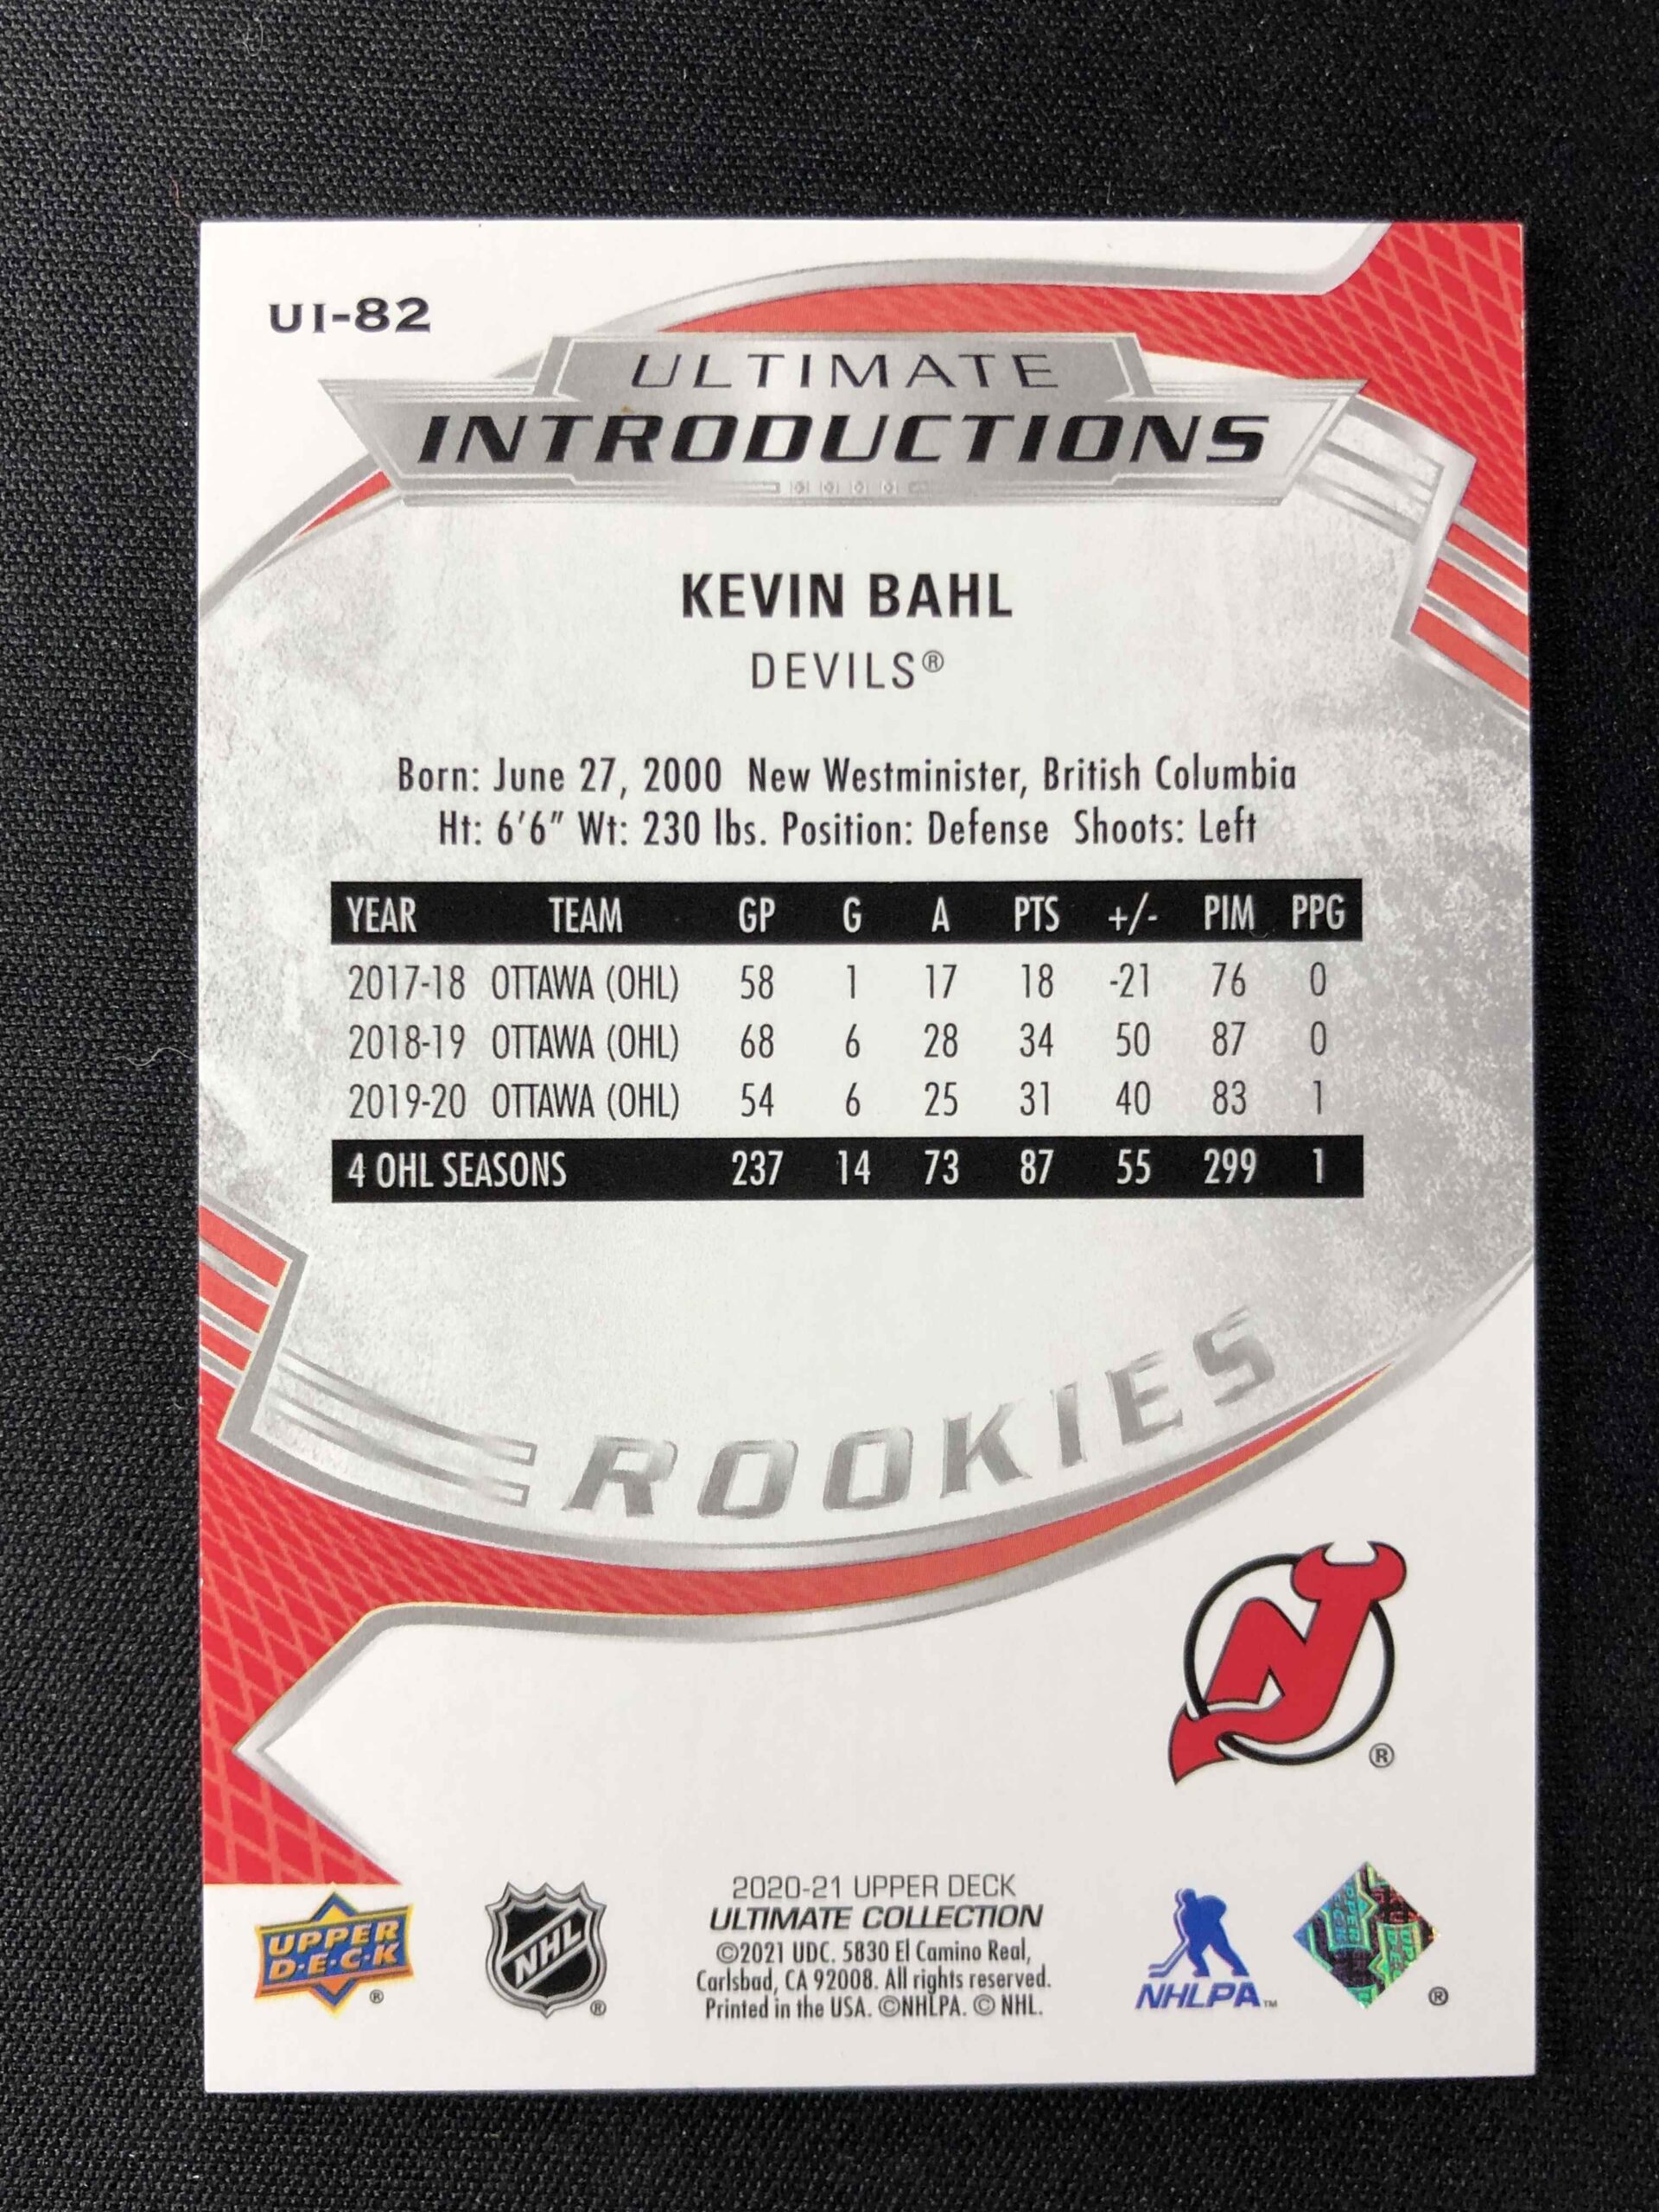 UI-82
ULTIMATE
INTRODUCTIONS
KEVIN BAHL
DEVILS®
Born: June 27, 2000 New Westminister, British Columbia
Ht: 6'6" Wt: 230 lbs. Position: Defense Shoots: Left
YEAR TEAM GP G A PTS +/- PIM PPG
2017-18 OTTAWA (OHL) 58 1 17 18 -21 76 0
2018-19 OTTAWA (OHL) 68 6 28 34 50 87 0
2019-20 OTTAWA (OHL) 54 6 25 31 40 83 1
4 OHL SEASONS 237 14 73 87 55 299 1
ROOKIES
®
UPPER
D·E·C·K
®
NHL
®
2020-21 UPPER DECK
ULTIMATE COLLECTION
©2021 UDC. 5830 El Camino Real,
Carlsbad, CA 92008. All rights reserved.
Printed in the USA. ©NHLPA. © NHL.
NHLPA™
®